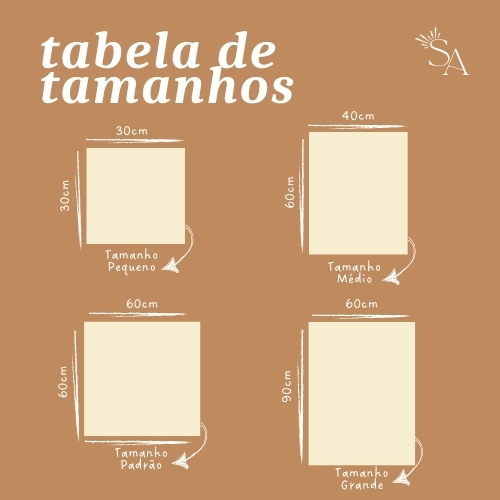 tabela de
tamanhos
SA
30cm
30cm
Tamanho
Pequeno
40cm
60cm
Tamanho
Médio
60cm
60cm
Tamanho
Padrão
60cm
90cm
Tamanho
Grande